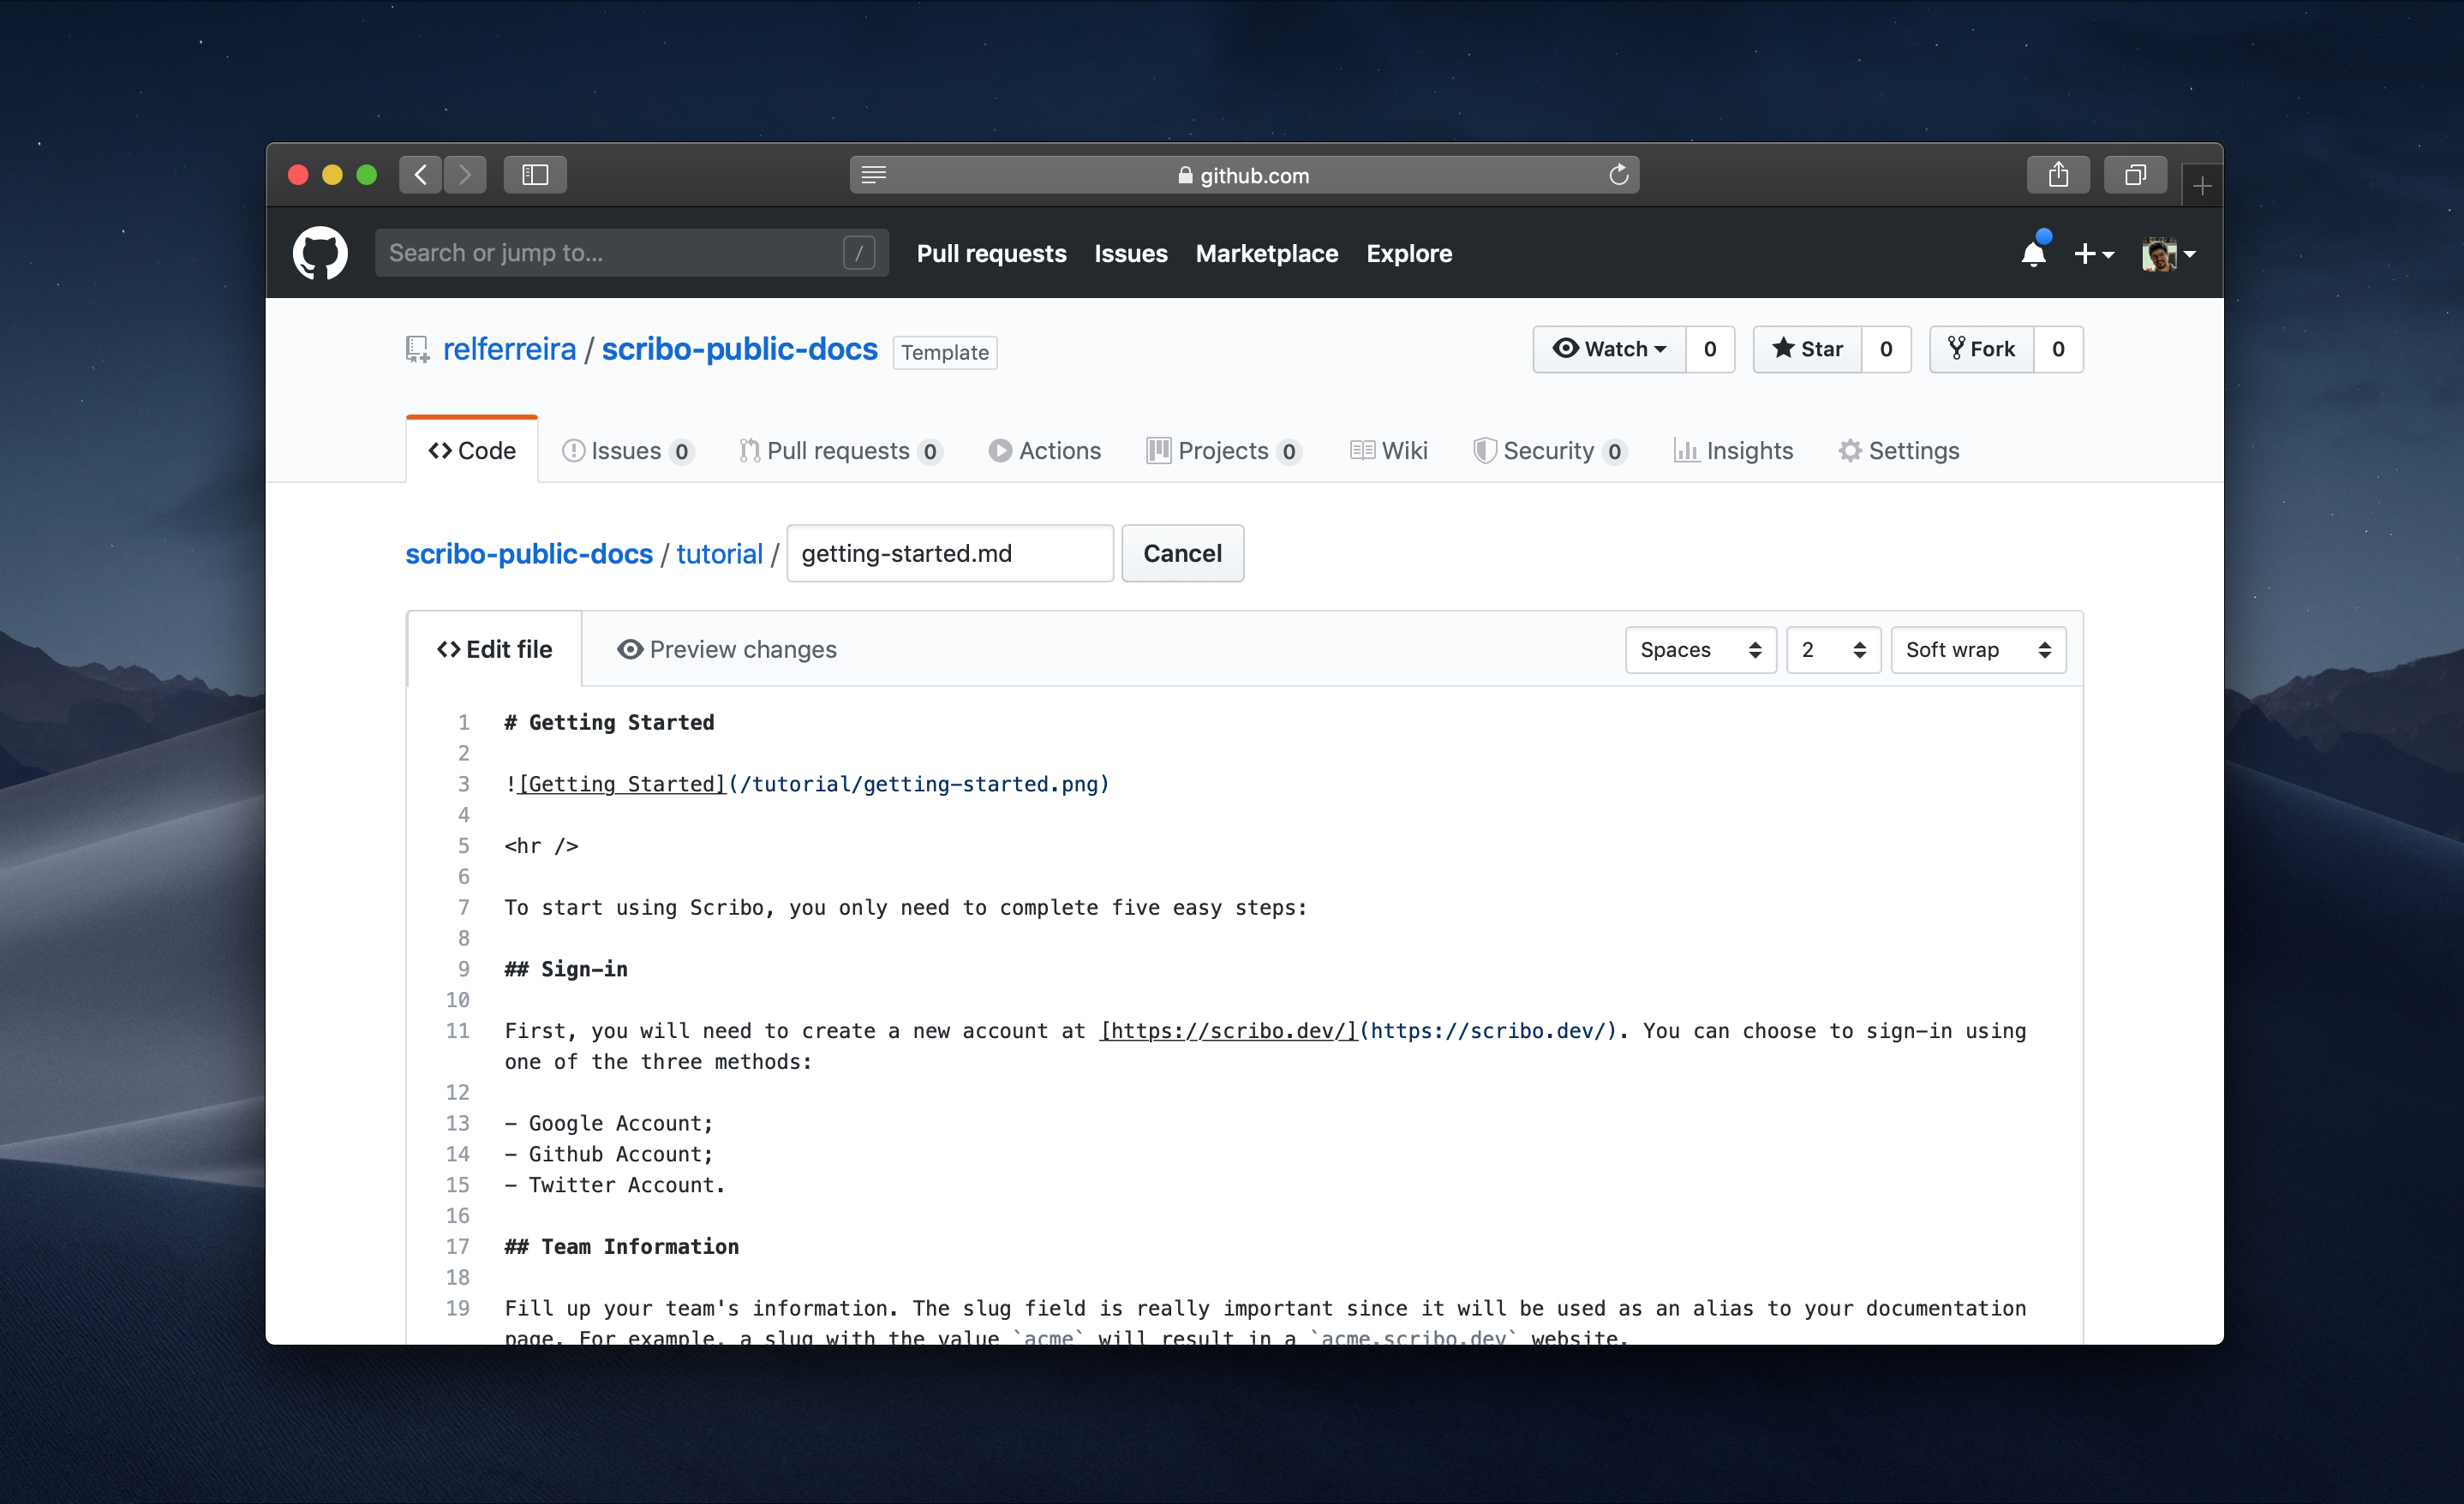 github.com
Search or jump to... /
Pull requests Issues Marketplace Explore
relferreira / scribo-public-docs Template
Watch 0 Star 0 Fork 0
Code Issues 0 Pull requests 0 Actions Projects 0 Wiki Security 0 Insights Settings
scribo-public-docs / tutorial / getting-started.md Cancel
Edit file Preview changes Spaces 2 Soft wrap
1 # Getting Started
2
3 ![Getting Started](/tutorial/getting-started.png)
4
5 <hr />
6
7 To start using Scribo, you only need to complete five easy steps:
8
9 ## Sign-in
10
11 First, you will need to create a new account at [https://scribo.dev/](https://scribo.dev/). You can choose to sign-in using
one of the three methods:
12
13 - Google Account;
14 - Github Account;
15 - Twitter Account.
16
17 ## Team Information
18
19 Fill up your team's information. The slug field is really important since it will be used as an alias to your documentation
page. For example, a slug with the value `acme` will result in a `acme.scribo.dev` website.